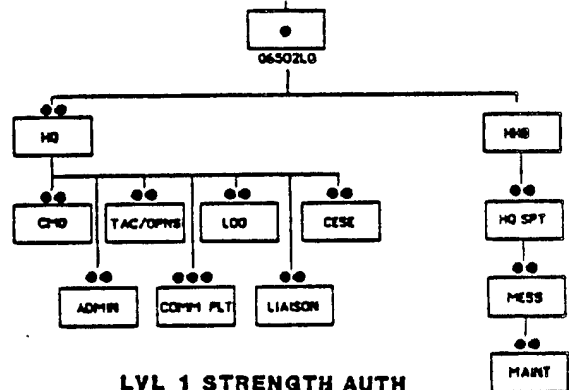 06502L0
HQ
HHB
CMD
TAC/OPNS
LOG
CESE
HQ SPT
ADMIN
COMM PLT
LIAISON
MESS
MAINT
LVL 1 STRENGTH AUTH